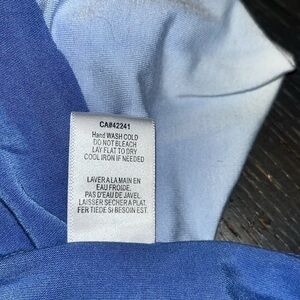 CA#42241
Hand WASH COLD
DO NOT BLEACH
LAY FLAT TO DRY
COOL IRON IF NEEDED
LAVER A LA MAIN EN
EAU FROIDE.
PAS D'EAU DE JAVEL.
LAISSER SECHER A PLAT.
FER TIEDE SI BESOIN EST.